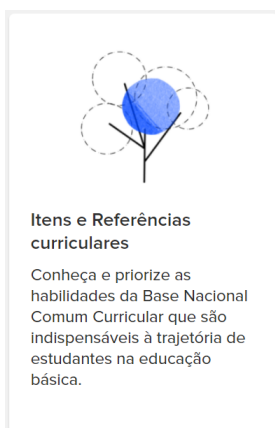 Itens e Referências
curriculares
Conheça e priorize as
habilidades da Base Nacional
Comum Curricular que são
indispensáveis à trajetória de
estudantes na educação
básica.